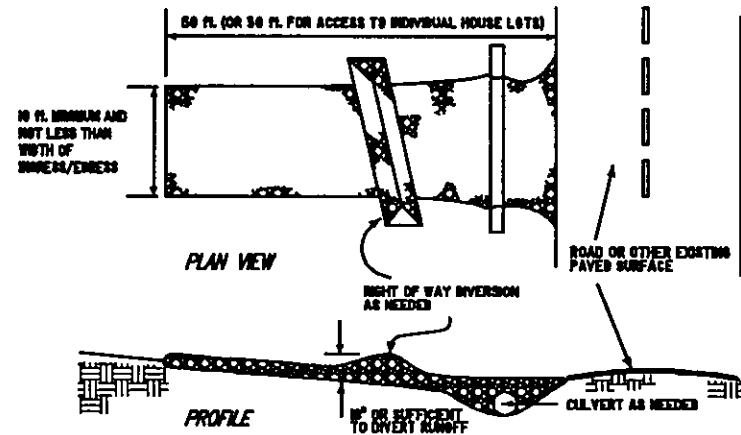 50 ft. (OR 30 ft. FOR ACCESS TO INDIVIDUAL HOUSE LOTS)
10 ft. MINIMUM AND
NOT LESS THAN
WIDTH OF
INGRESS/EGRESS
PLAN VIEW
ROAD OR OTHER EXISTING
PAVED SURFACE
RIGHT OF WAY DIVERSION
AS NEEDED
PROFILE
18" OR SUFFICENT
TO DIVERT RUNOFF
CULVERT AS NEEDED